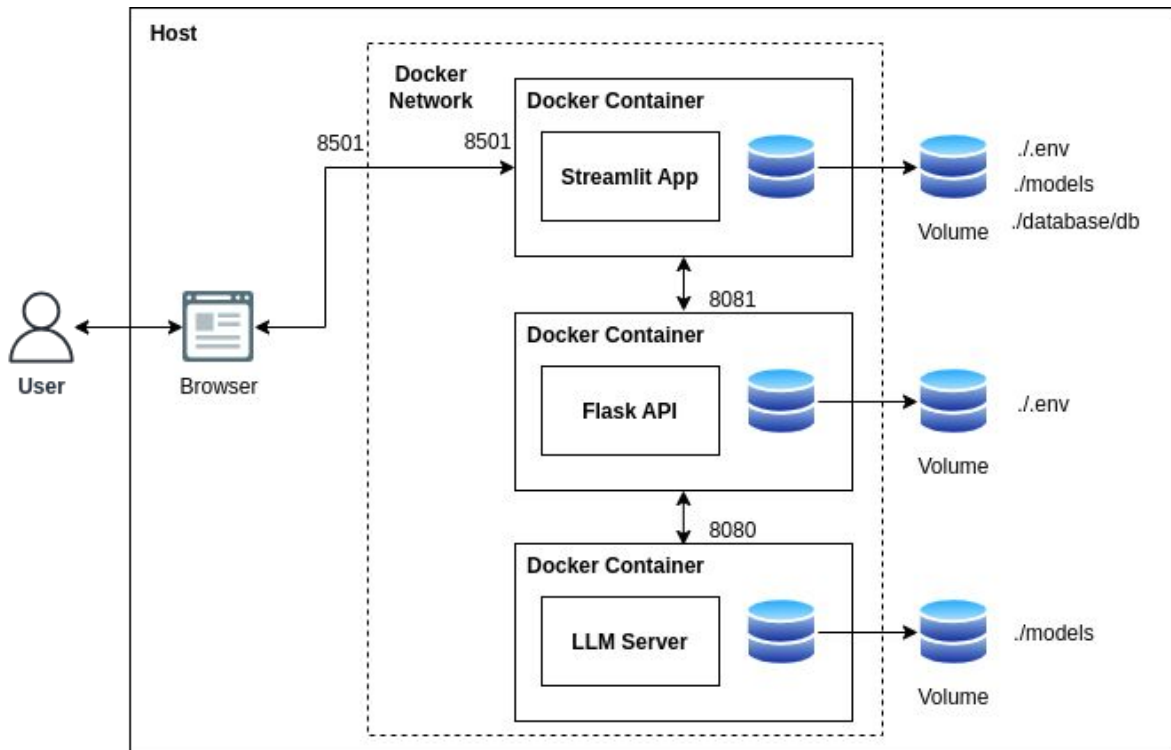 Host
Docker
Network
8501
8501
Docker Container
Streamlit App
./.env
./models
./database/db
Volume
8081
User
Browser
Docker Container
Flask API
./.env
Volume
8080
Docker Container
LLM Server
./models
Volume